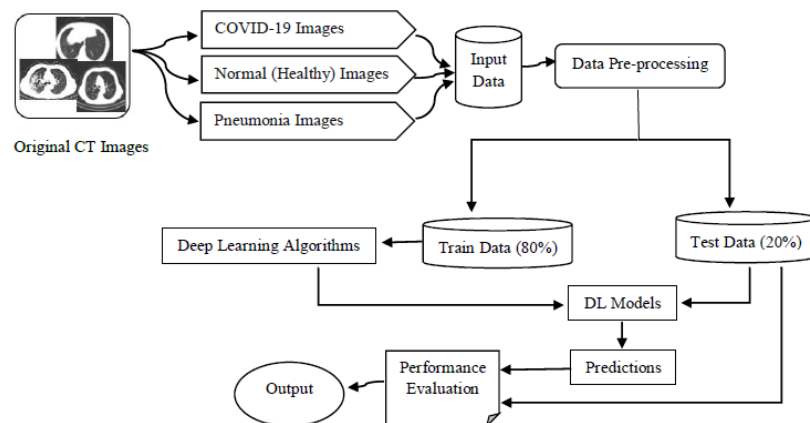 COVID-19 Images
Normal (Healthy) Images
Pneumonia Images
Original CT Images
Input
Data
Data Pre-processing
Deep Learning Algorithms
Train Data (80%)
Test Data (20%)
DL Models
Predictions
Performance
Evaluation
Output